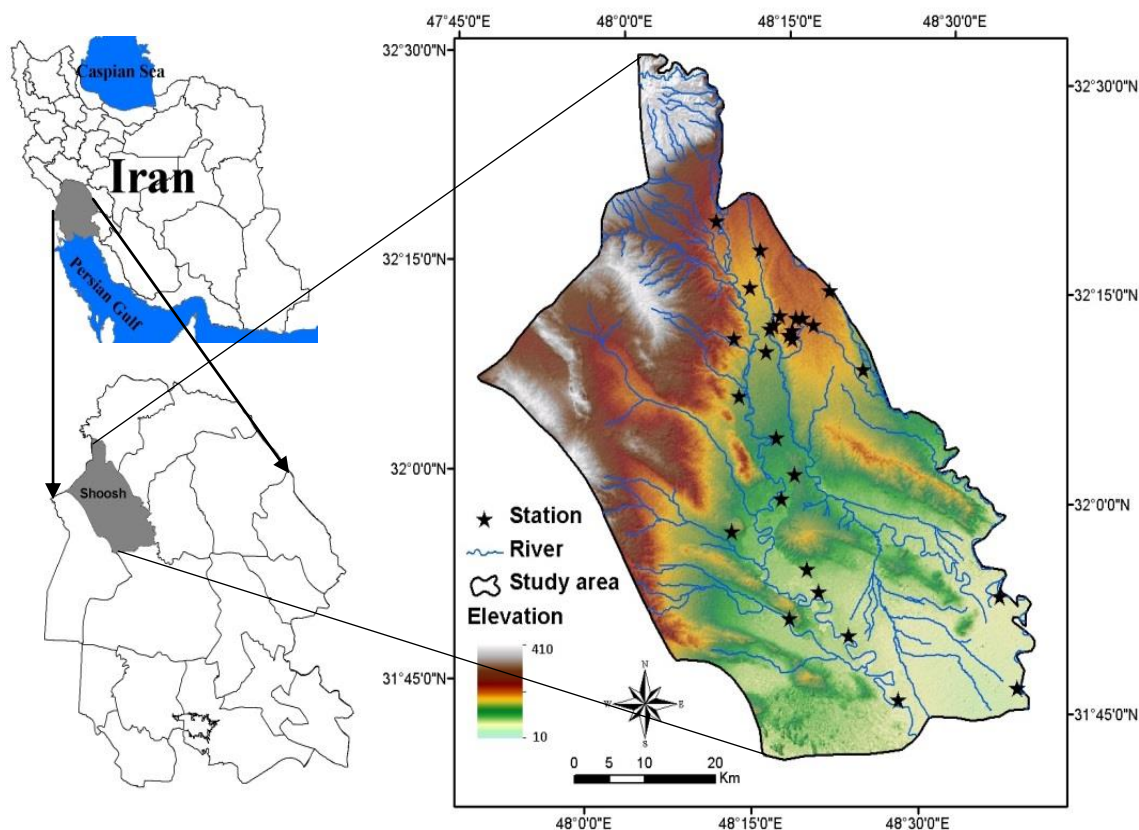 Caspian Sea
Iran
Persian Gulf
Shoosh
47°45'0"E 48°0'0"E 48°15'0"E 48°30'0"E
32°30'0"N
32°30'0"N
32°15'0"N
32°15'0"N
32°0'0"N
32°0'0"N
31°45'0"N
31°45'0"N
Station
River
Study area
Elevation
410
10
N
W E
S
0 5 10 20
Km
48°0'0"E 48°15'0"E 48°30'0"E